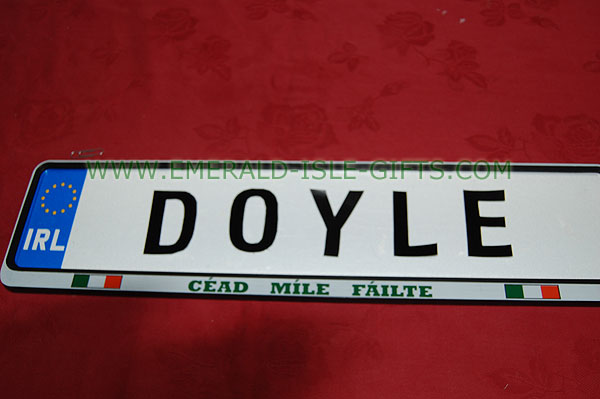 WWW.EMERALD-ISLE-GIFTS.COM
IRL DOYLE
CÉAD MÍLE FÁILTE